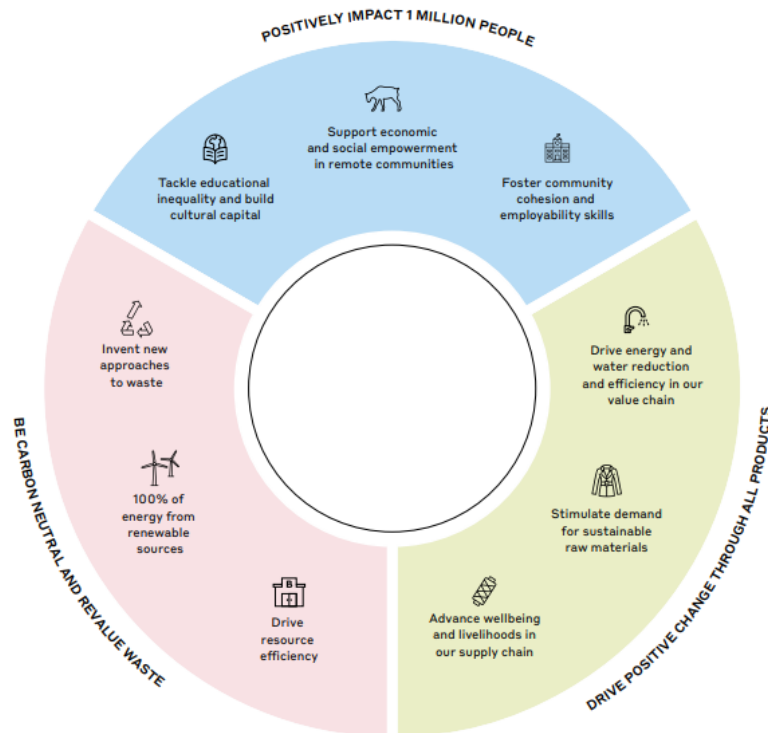 POSITIVELY IMPACT 1 MILLION PEOPLE
Support economic
and social empowerment
in remote communities
Tackle educational
inequality and build
cultural capital
Foster community
cohesion and
employability skills
Invent new
approaches
to waste
Drive energy and
water reduction
and efficiency in our
value chain
100% of
energy from
renewable
sources
Stimulate demand
for sustainable
raw materials
B
Drive
resource
efficiency
Advance wellbeing
and livelihoods in
our supply chain
BE CARBON NEUTRAL AND REVALUE WASTE
DRIVE POSITIVE CHANGE THROUGH ALL PRODUCTS